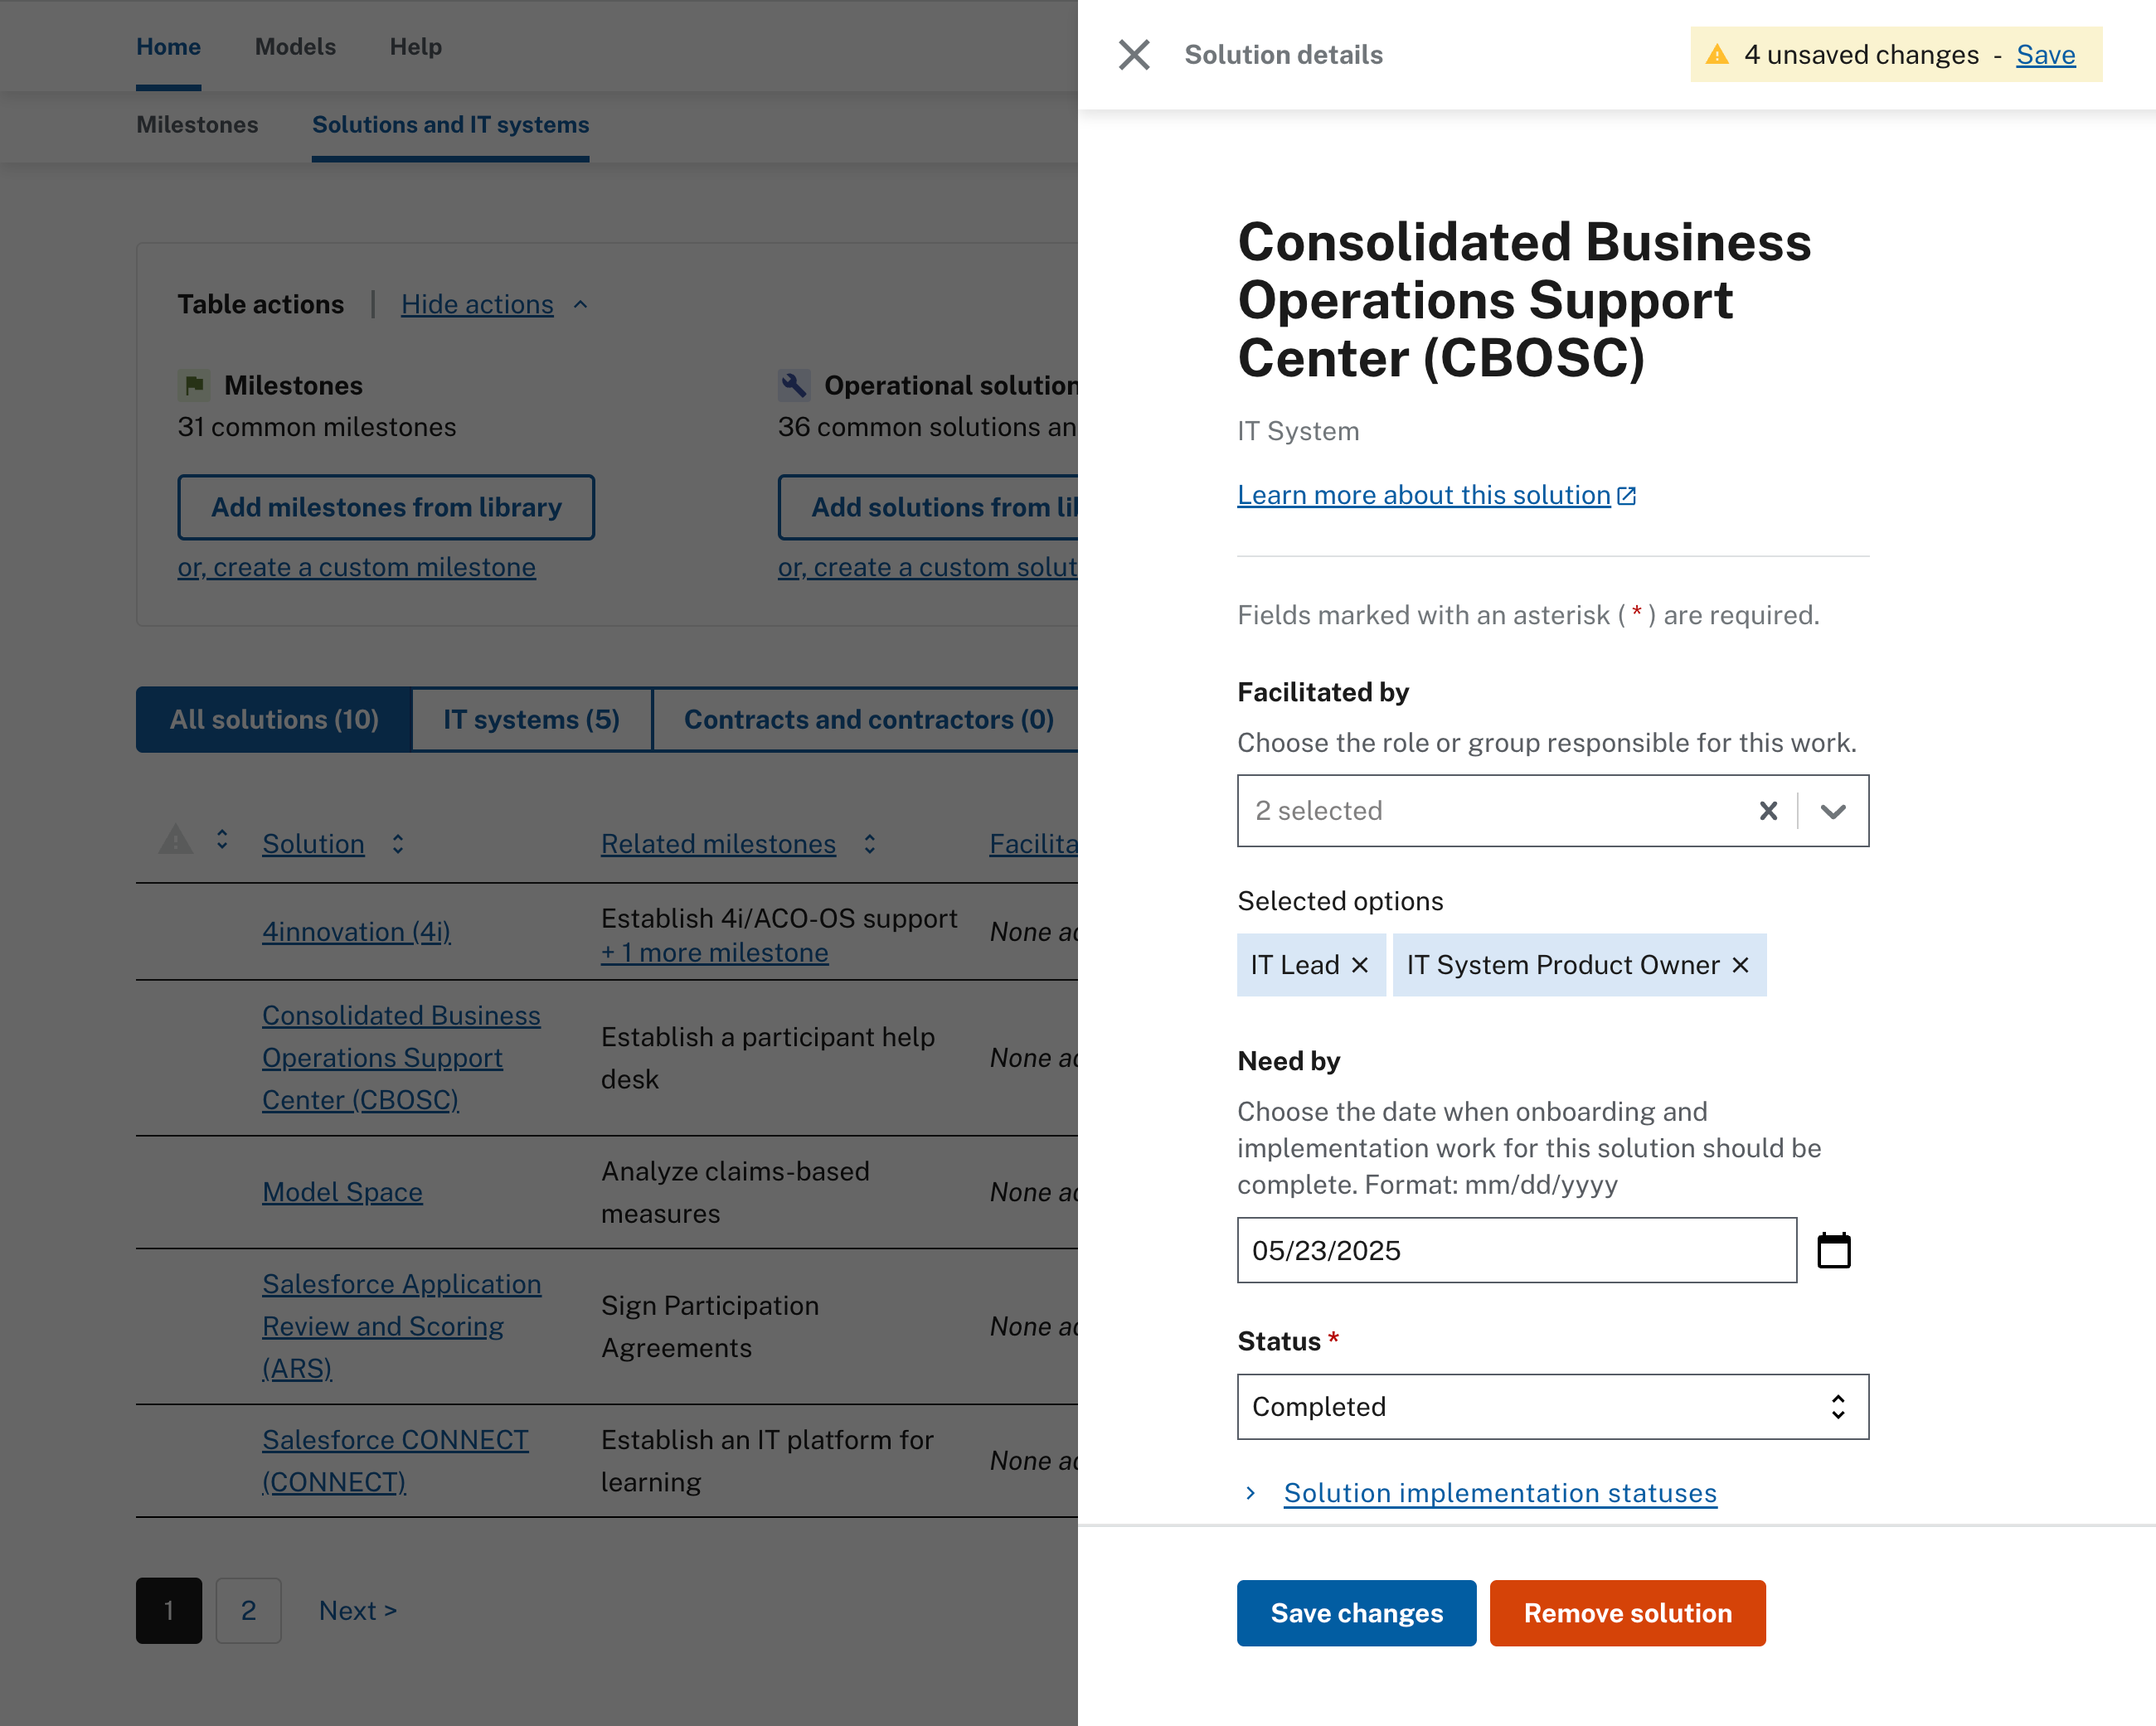 Home Models Help
Milestones Solutions and IT systems
Table actions | Hide actions
Milestones
31 common milestones
Add milestones from library
or, create a custom milestone
Operational solution
36 common solutions an
Add solutions from li
or, create a custom solut
All solutions (10) IT systems (5) Contracts and contractors (0)
Solution Related milestones Facilita
4innovation (4i) Establish 4i/ACO-OS support None
+ 1 more milestone
Consolidated Business
Operations Support
Center (CBOSC)
Establish a participant help
desk
None
Model Space
Analyze claims-based
measures
None
Salesforce Application
Review and Scoring
(ARS)
Sign Participation
Agreements
None
Salesforce CONNECT
(CONNECT)
Establish an IT platform for
learning
None
1 2 Next >
Solution details
4 unsaved changes - Save
Consolidated Business
Operations Support
Center (CBOSC)
IT System
Learn more about this solution
Fields marked with an asterisk ( * ) are required.
Facilitated by
Choose the role or group responsible for this work.
2 selected
Selected options
IT Lead IT System Product Owner
Need by
Choose the date when onboarding and
implementation work for this solution should be
complete. Format: mm/dd/yyyy
05/23/2025
Status *
Completed
Solution implementation statuses
Save changes Remove solution